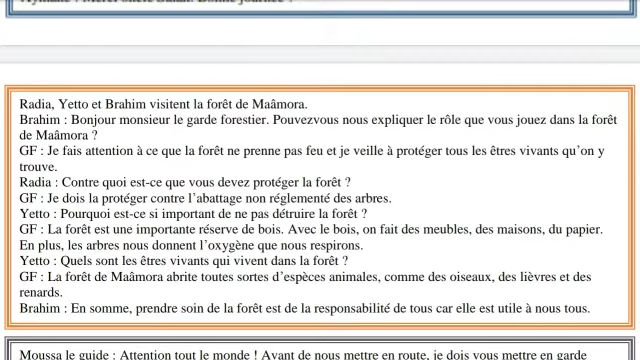 Radia, Yetto et Brahim visitent la forêt de Maâmora.
Brahim : Bonjour monsieur le garde forestier. Pouvezvous nous expliquer le rôle que vous jouez dans la forêt
de Maâmora ?
GF : Je fais attention à ce que la forêt ne prenne pas feu et je veille à protéger tous les êtres vivants qu’on y
trouve.
Radia : Contre quoi est-ce que vous devez protéger la forêt ?
GF : Je dois la protéger contre l’abattage non réglementé des arbres.
Yetto : Pourquoi est-ce si important de ne pas détruire la forêt ?
GF : La forêt est une importante réserve de bois. Avec le bois, on fait des meubles, des maisons, du papier.
En plus, les arbres nous donnent l’oxygène que nous respirons.
Yetto : Quels sont les êtres vivants qui vivent dans la forêt ?
GF : La forêt de Maâmora abrite toutes sortes d’espèces animales, comme des oiseaux, des lièvres et des
renards.
Brahim : En somme, prendre soin de la forêt est de la responsabilité de tous car elle est utile à nous tous.
Moussa le guide : Attention tout le monde ! Avant de nous mettre en route, je dois vous mettre en garde